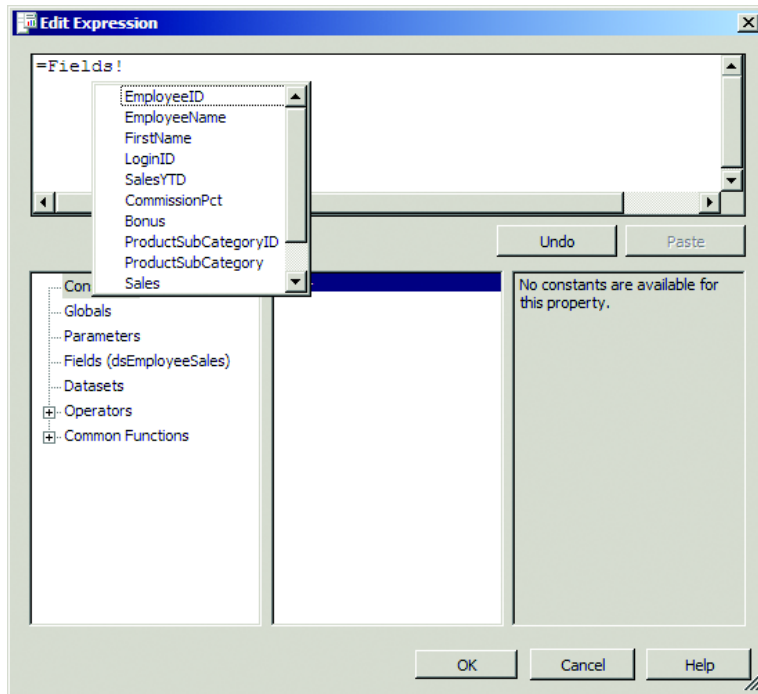 Edit Expression
=Fields!
EmployeeID
EmployeeName
FirstName
LoginID
SalesYTD
CommissionPct
Bonus
ProductSubCategoryID
ProductSubCategory
Sales
Undo
Paste
Con
Globals
Parameters
Fields (dsEmployeeSales)
Datasets
Operators
Common Functions
No constants are available for
this property.
OK
Cancel
Help